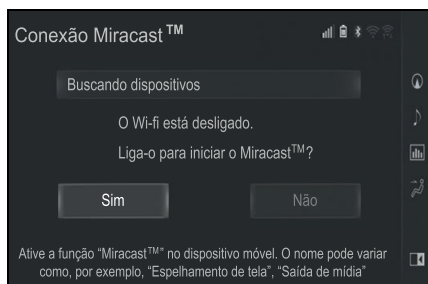 Conexão Miracast™
Buscando dispositivos
O Wi-fi está desligado.
Liga-o para iniciar o Miracast™?
Sim
Não
Ative a função “Miracast™” no dispositivo móvel. O nome pode variar
como, por exemplo, “Espelhamento de tela”, “Saída de mídia”